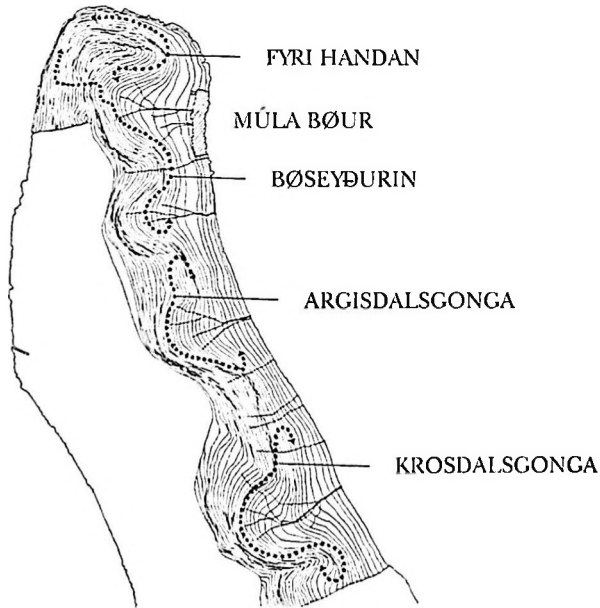 FYRI HANDAN
MÚLA BØUR
BØSEYÐURIN
ARGISDALSGONGA
KROSDALSGONGA